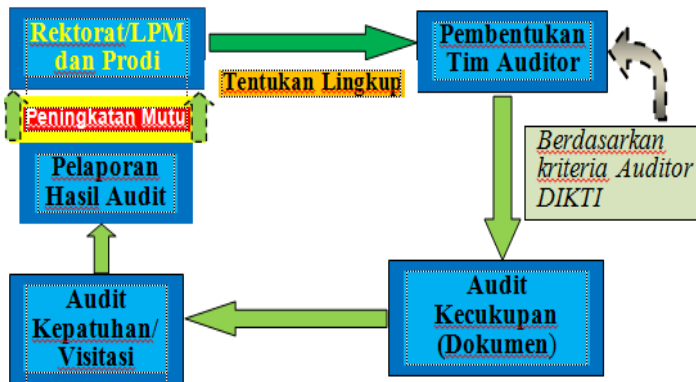 Rektorat/LPM
dan Prodi
Tentukan Lingkup
Pembentukan
Tim Auditor
Berdasarkan
kriteria Auditor
DIKTI
Peningkatan Mutu
Pelaporan
Hasil Audit
Audit
Kepatuhan/
Visitasi
Audit
Kecukupan
(Dokumen)